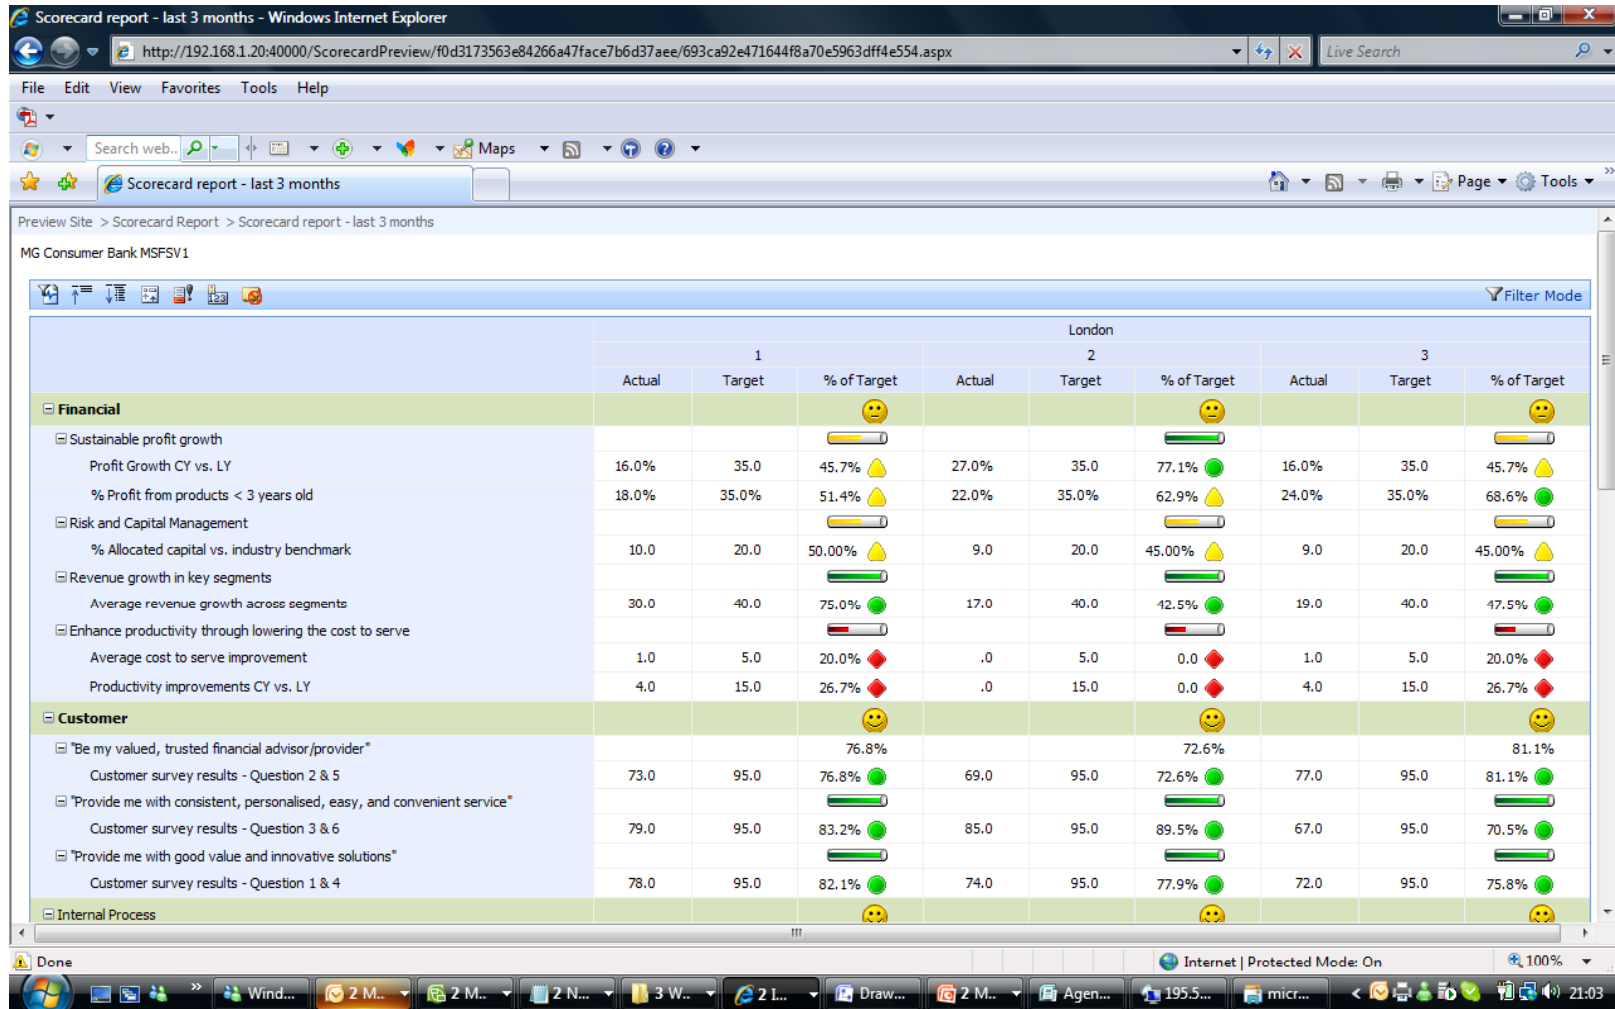 Scorecard report - last 3 months - Windows Internet Explorer
http://192.168.1.20:40000/ScorecardPreview/f0d3173563e84266a47face7b6d37aee/693ca92e471644f8a70e5963dff4e554.aspx Live Search
File Edit View Favorites Tools Help
Search web.. Maps
Scorecard report - last 3 months Page Tools
Preview Site > Scorecard Report > Scorecard report - last 3 months
MG Consumer Bank MSFSV1
Filter Mode
London
1 2 3
Actual Target % of Target Actual Target % of Target Actual Target % of Target
Financial
Sustainable profit growth
Profit Growth CY vs. LY 16.0% 35.0 45.7% 27.0% 35.0 77.1% 16.0% 35.0 45.7%
% Profit from products < 3 years old 18.0% 35.0% 51.4% 22.0% 35.0% 62.9% 24.0% 35.0% 68.6%
Risk and Capital Management
% Allocated capital vs. industry benchmark 10.0 20.0 50.00% 9.0 20.0 45.00% 9.0 20.0 45.00%
Revenue growth in key segments
Average revenue growth across segments 30.0 40.0 75.0% 17.0 40.0 42.5% 19.0 40.0 47.5%
Enhance productivity through lowering the cost to serve
Average cost to serve improvement 1.0 5.0 20.0% .0 5.0 0.0 1.0 5.0 20.0%
Productivity improvements CY vs. LY 4.0 15.0 26.7% .0 15.0 0.0 4.0 15.0 26.7%
Customer
"Be my valued, trusted financial advisor/provider" 76.8% 72.6% 81.1%
Customer survey results - Question 2 & 5 73.0 95.0 76.8% 69.0 95.0 72.6% 77.0 95.0 81.1%
"Provide me with consistent, personalised, easy, and convenient service"
Customer survey results - Question 3 & 6 79.0 95.0 83.2% 85.0 95.0 89.5% 67.0 95.0 70.5%
"Provide me with good value and innovative solutions"
Customer survey results - Question 1 & 4 78.0 95.0 82.1% 74.0 95.0 77.9% 72.0 95.0 75.8%
Internal Process
Done Internet | Protected Mode: On 100%
Wind... 2 M.. 2 M.. 2 N... 3 W.. 2 I... Draw... 2 M.. Agen... 195.5... micr... 21:03